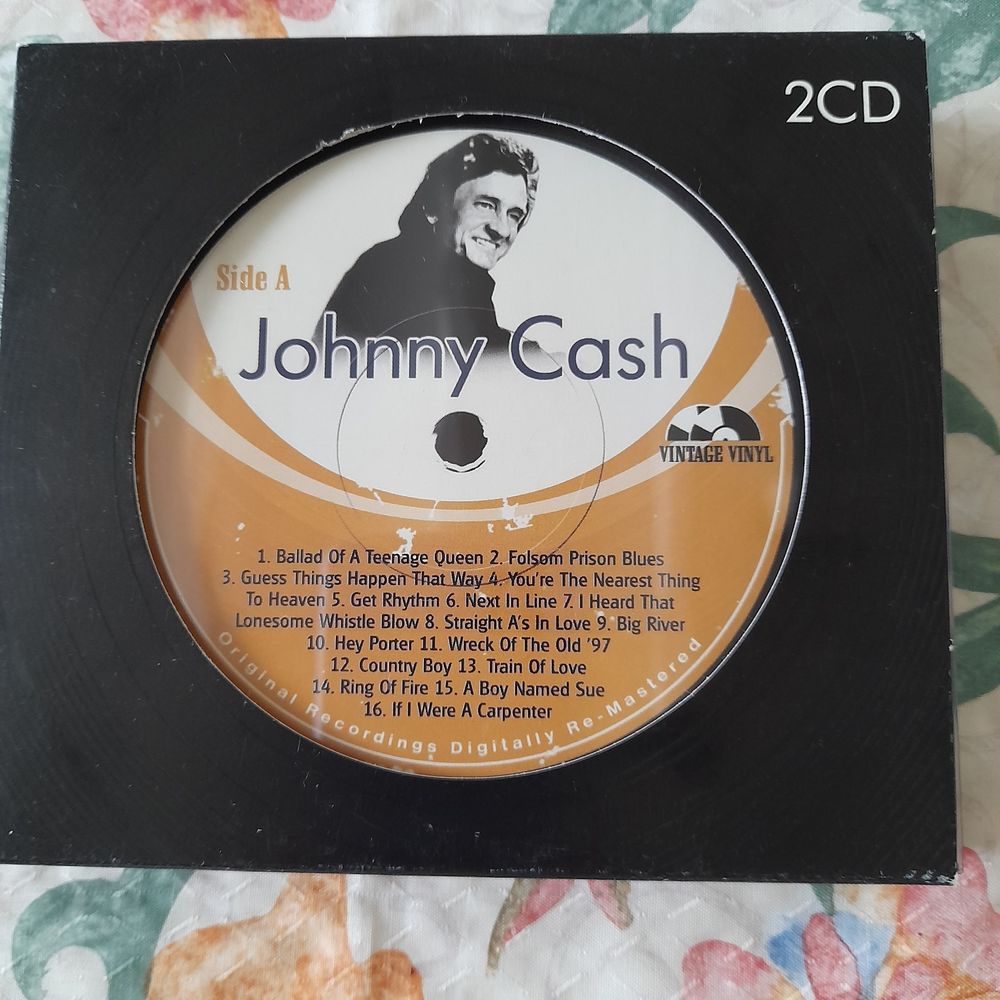 2CD
Side A
Johnny Cash
VINTAGE VINYL
1. Ballad Of A Teenage Queen 2. Folsom Prison Blues
3. Guess Things Happen That Way 4. You're The Nearest Thing
To Heaven 5. Get Rhythm 6. Next In Line 7. I Heard That
Lonesome Whistle Blow 8. Straight A's In Love 9. Big River
10. Hey Porter 11. Wreck Of The Old '97
12. Country Boy 13. Train Of Love
14. Ring Of Fire 15. A Boy Named Sue
16. If I Were A Carpenter
Original Recordings Digitally Re-Mastered